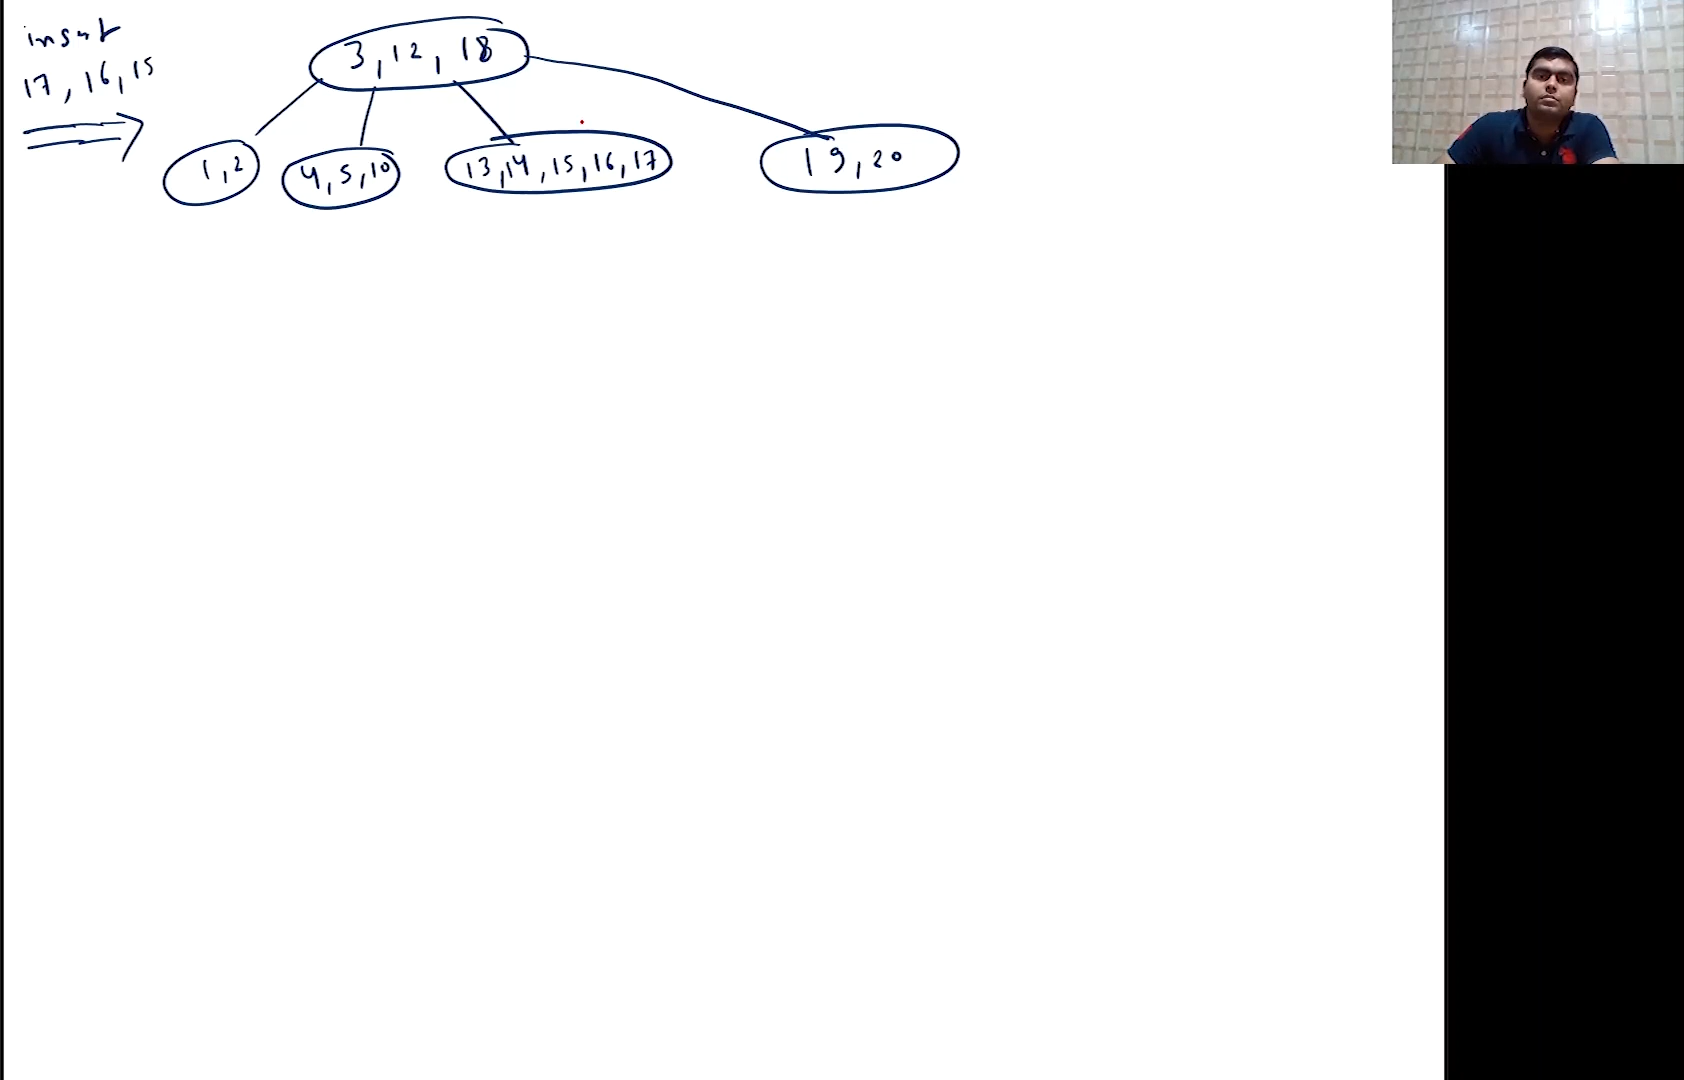 insert
17, 16, 15
3, 12, 18
1, 2
4, 5, 10
13, 14, 15, 16, 17
19, 20